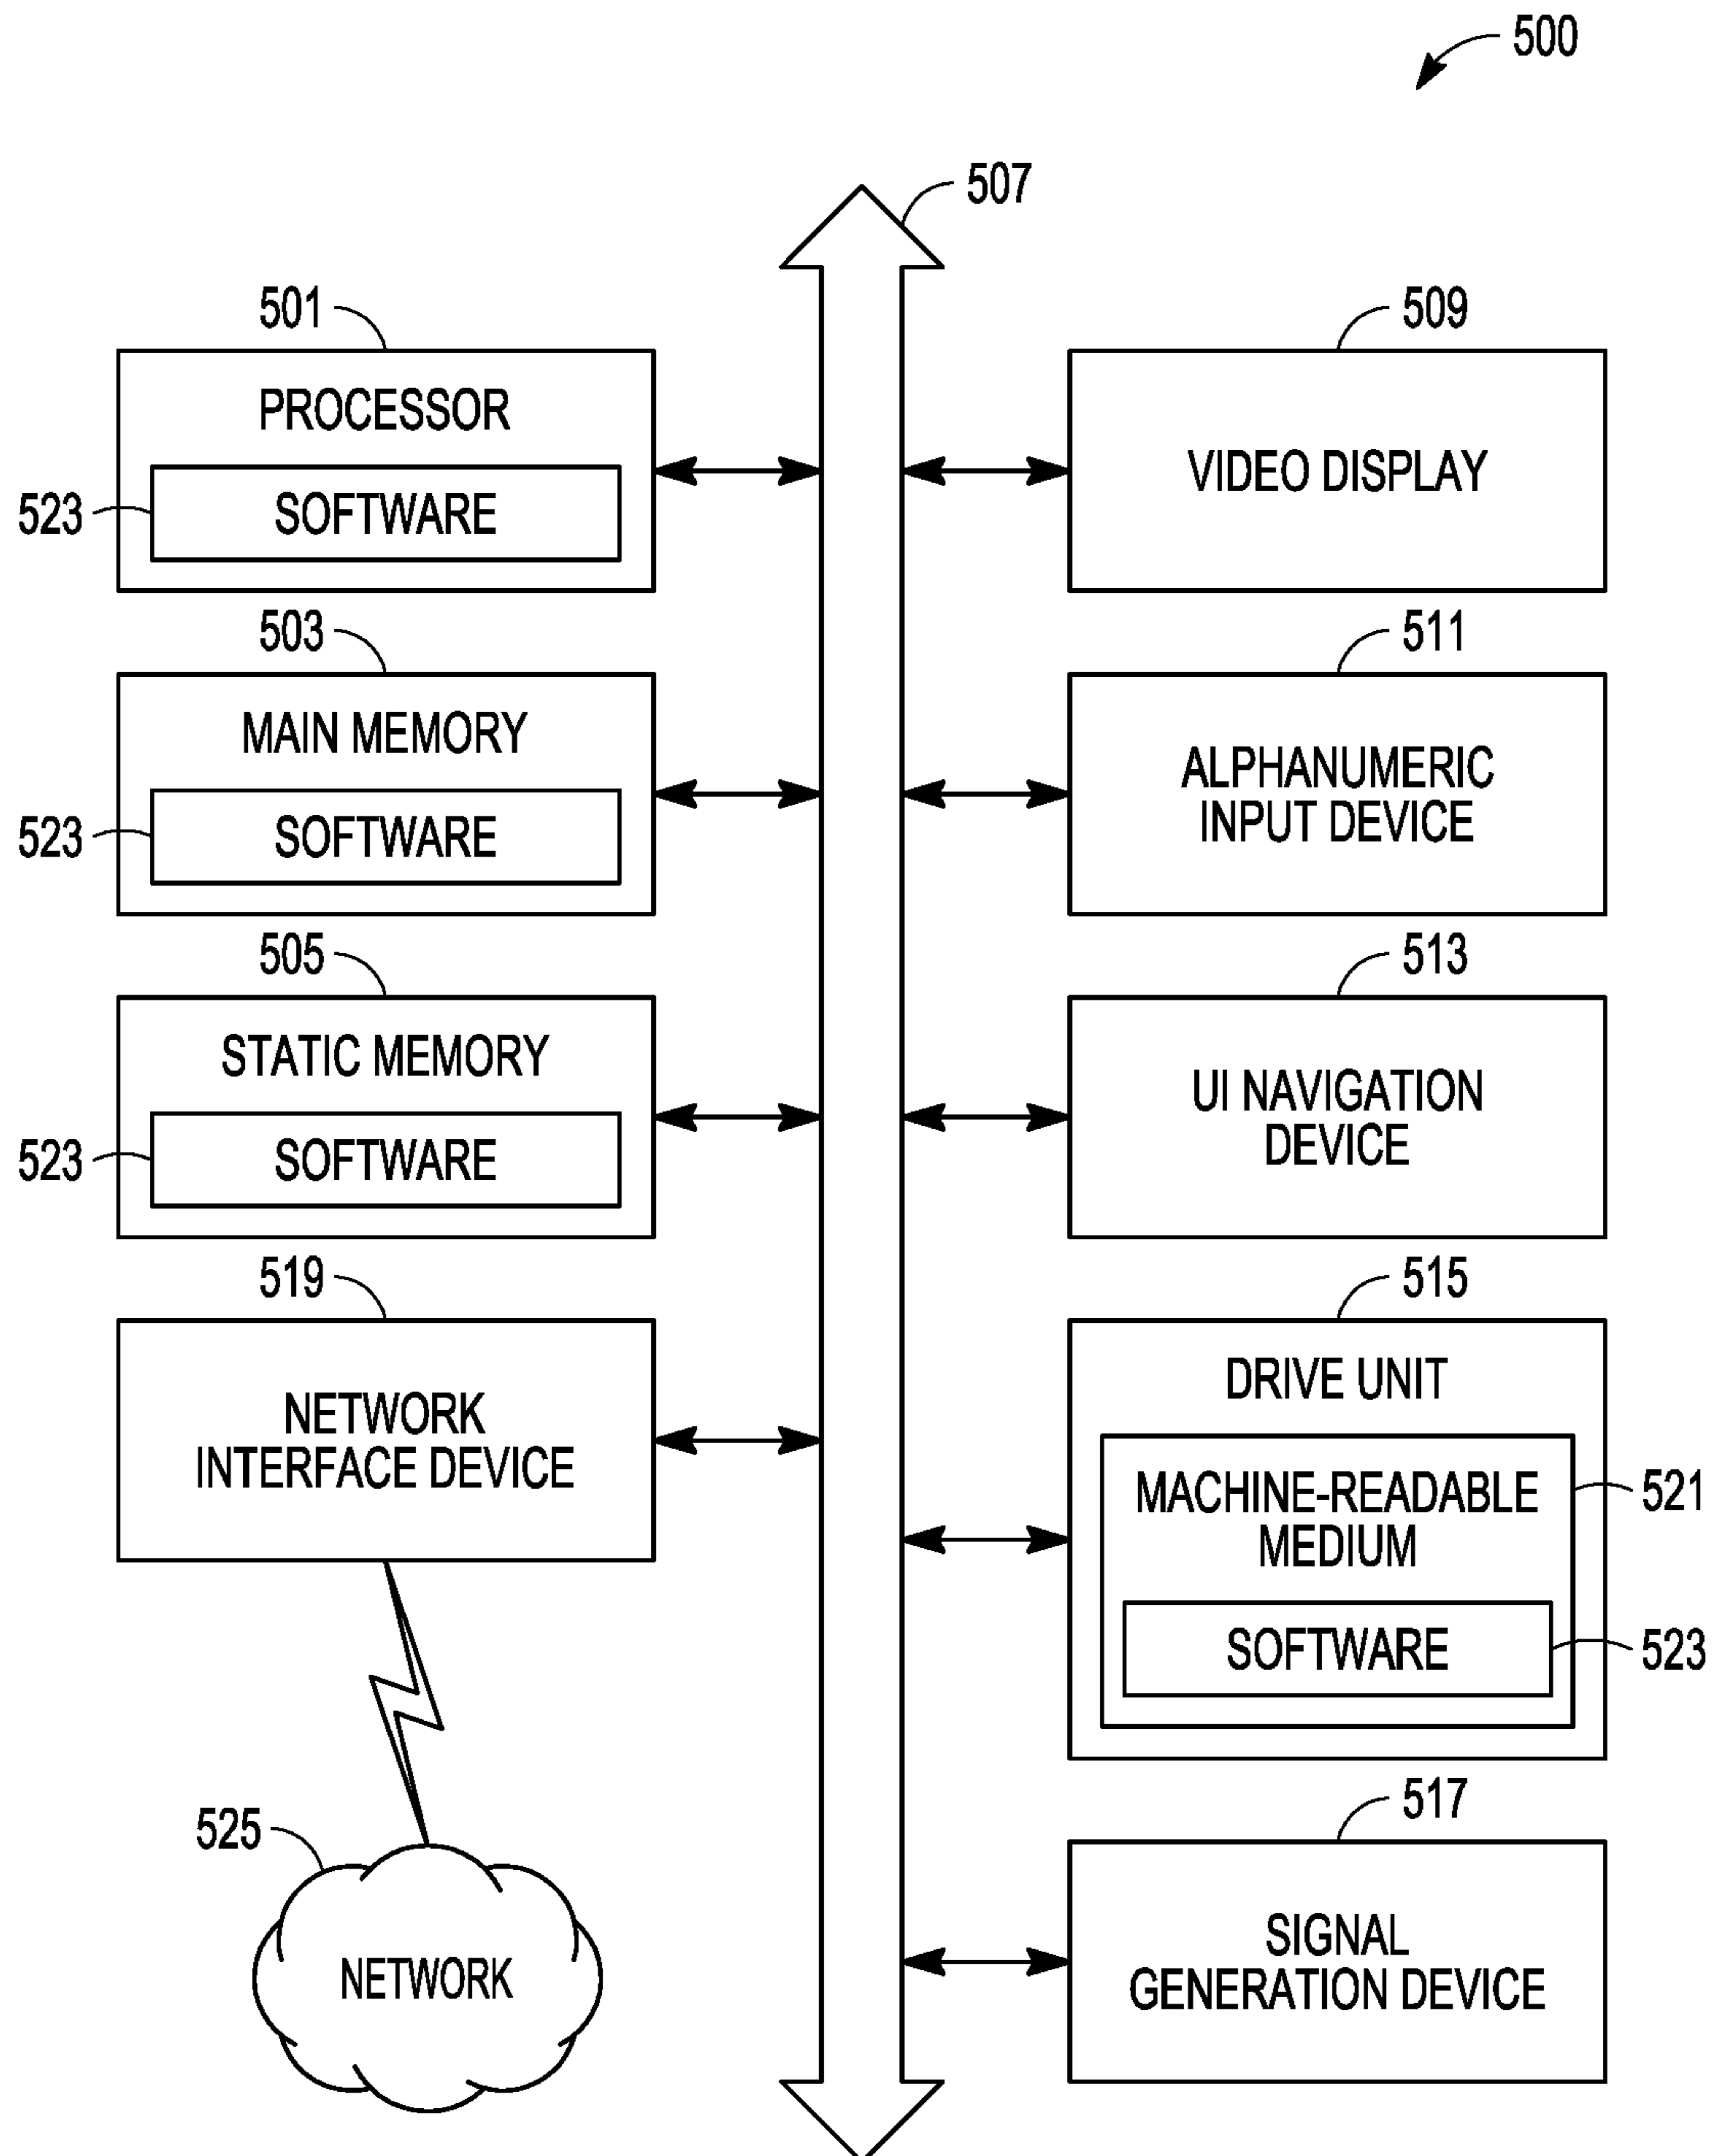 500
507
501
PROCESSOR
523
SOFTWARE
509
VIDEO DISPLAY
503
MAIN MEMORY
523
SOFTWARE
511
ALPHANUMERIC
INPUT DEVICE
505
STATIC MEMORY
523
SOFTWARE
513
UI NAVIGATION
DEVICE
519
NETWORK
INTERFACE DEVICE
515
DRIVE UNIT
MACHINE-READABLE
MEDIUM
521
SOFTWARE
523
525
NETWORK
517
SIGNAL
GENERATION DEVICE